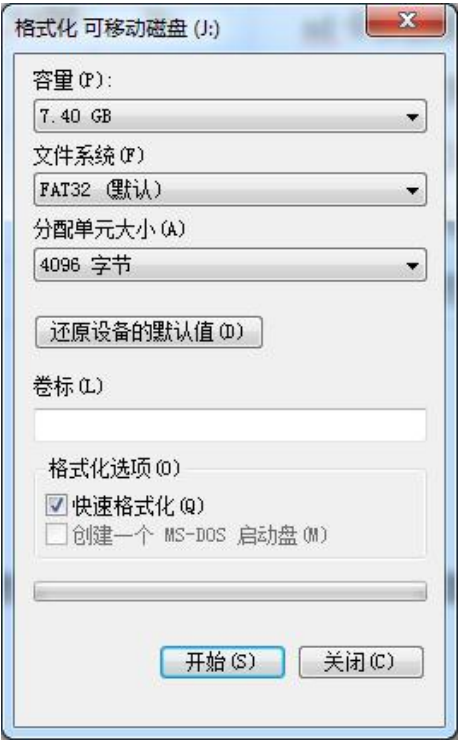 格式化 可移动磁盘 (J:)
容量(P):
7.40 GB
文件系统(F)
FAT32 (默认)
分配单元大小(A)
4096 字节
还原设备的默认值(D)
卷标(L)
格式化选项(O)
快速格式化(Q)
创建一个 MS-DOS 启动盘(M)
开始(S) 关闭(C)